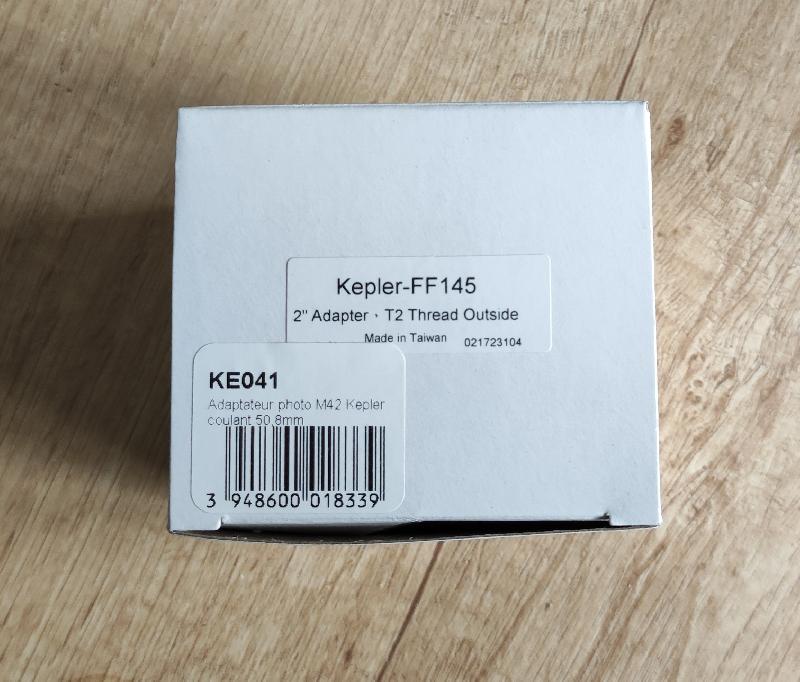 Kepler-FF145
2" Adapter、T2 Thread Outside
Made in Taiwan 021723104
KE041
Adaptateur photo M42 Kepler
coulant 50,8mm
3 948600 018339